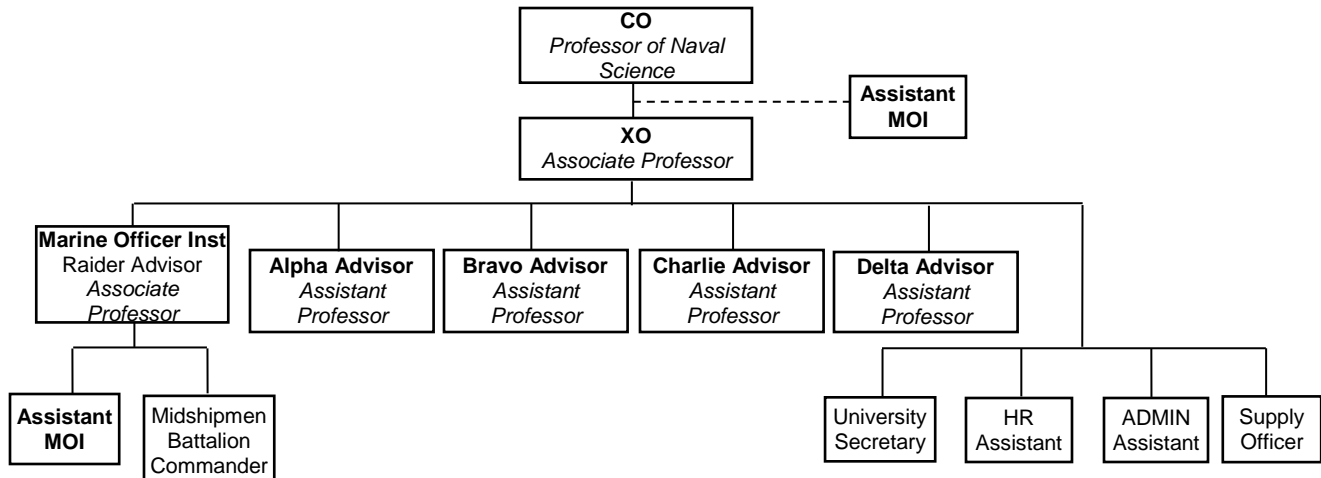 CO
Professor of Naval
Science
Assistant
MOI
XO
Associate Professor
Marine Officer Inst
Raider Advisor
Associate
Professor
Alpha Advisor
Assistant
Professor
Bravo Advisor
Assistant
Professor
Charlie Advisor
Assistant
Professor
Delta Advisor
Assistant
Professor
Assistant
MOI
Midshipmen
Battalion
Commander
University
Secretary
HR
Assistant
ADMIN
Assistant
Supply
Officer